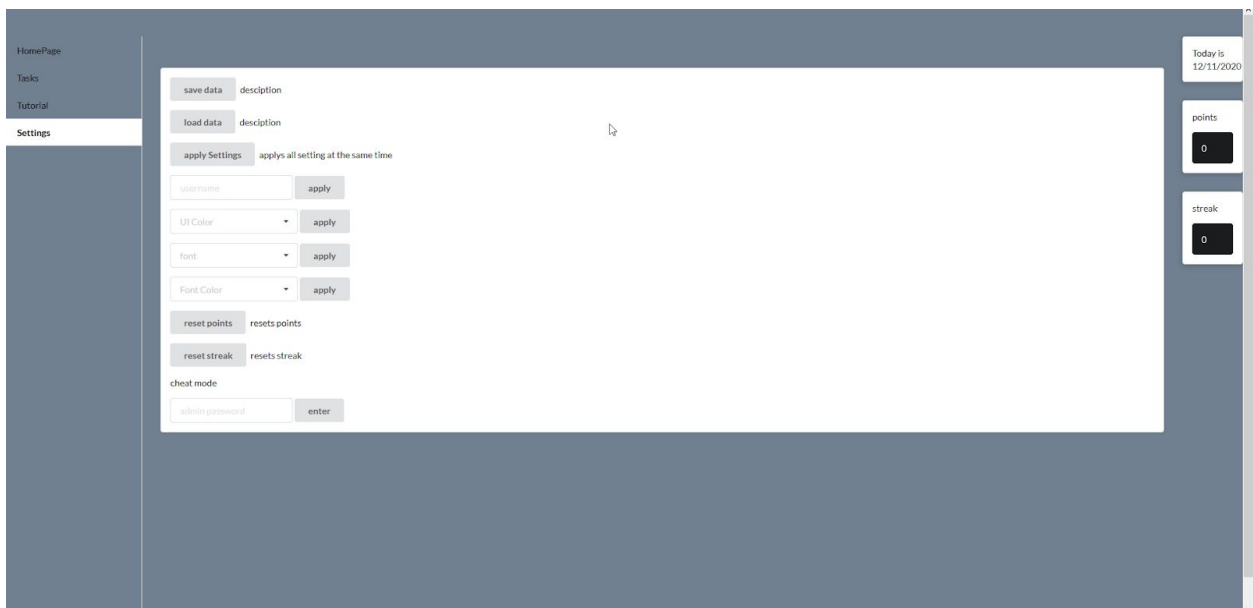 HomePage
Tasks
Tutorial
Settings
save data desciption
load data desciption
apply Settings applys all setting at the same time
username apply
UI Color apply
font apply
Font Color apply
reset points resets points
reset streak resets streak
cheat mode
admin password enter
Today is
12/11/2020
points
0
streak
0